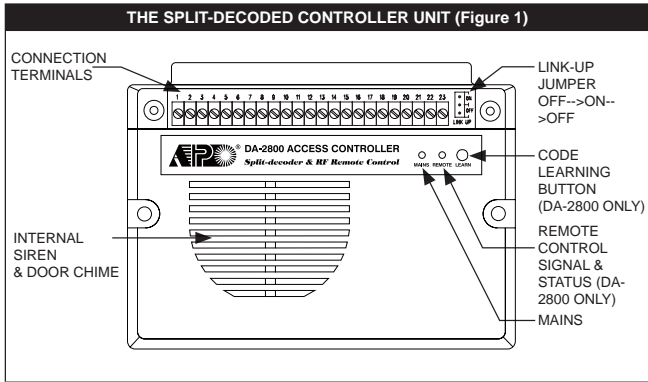 THE SPLIT-DECODED CONTROLLER UNIT (Figure 1)
CONNECTION
TERMINALS
1 2 3 4 5 6 7 8 9 10 11 12 13 14 15 16 17 18 19 20 21 22 23
ON
OFF
LINK UP
LINK-UP
JUMPER
OFF-->ON--
>OFF
APO®
DA-2800 ACCESS CONTROLLER
Split-decoder & RF Remote Control
MAINS REMOTE LEARN
CODE
LEARNING
BUTTON
(DA-2800 ONLY)
INTERNAL
SIREN
& DOOR CHIME
REMOTE
CONTROL
SIGNAL &
STATUS (DA-
2800 ONLY)
MAINS